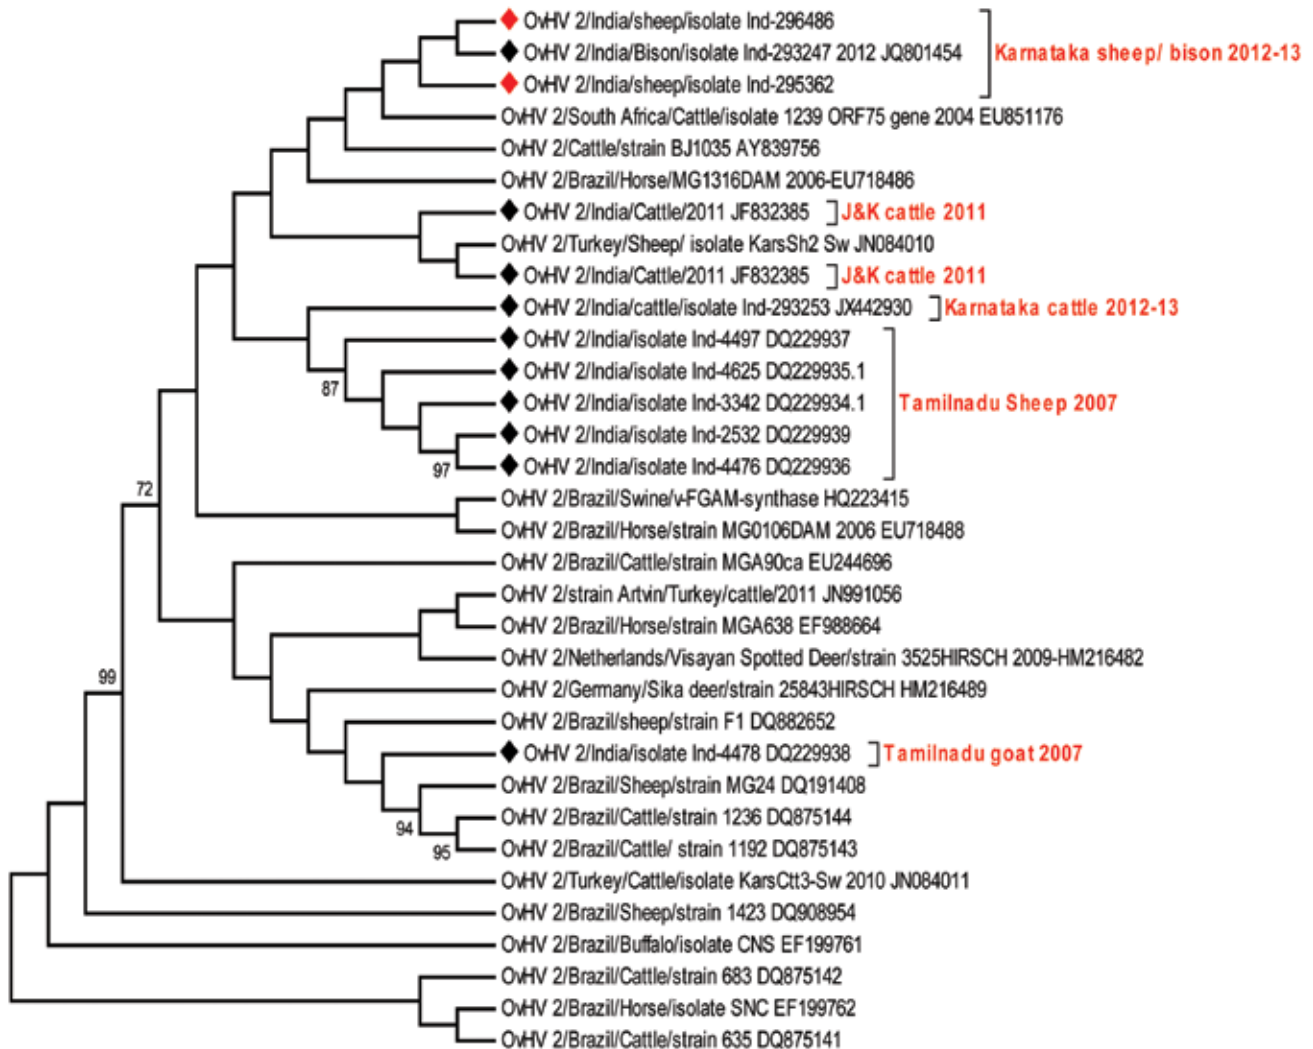 OvHV 2/India/sheep/isolate Ind-296486
OvHV 2/India/Bison/isolate Ind-293247 2012 JQ801454
Karnataka sheep/ bison 2012-13
OvHV 2/India/sheep/isolate Ind-295362
OvHV 2/South Africa/Cattle/isolate 1239 ORF75 gene 2004 EU851176
OvHV 2/Cattle/strain BJ1035 AY839756
OvHV 2/Brazil/Horse/MG1316DAM 2006-EU718486
OvHV 2/India/Cattle/2011 JF832385
J&K cattle 2011
OvHV 2/Turkey/Sheep/ isolate KarsSh2 Sw JN084010
OvHV 2/India/Cattle/2011 JF832385
J&K cattle 2011
OvHV 2/India/cattle/isolate Ind-293253 JX442930
Karnataka cattle 2012-13
OvHV 2/India/isolate Ind-4497 DQ229937
OvHV 2/India/isolate Ind-4625 DQ229935.1
87
OvHV 2/India/isolate Ind-3342 DQ229934.1
Tamilnadu Sheep 2007
OvHV 2/India/isolate Ind-2532 DQ229939
OvHV 2/India/isolate Ind-4476 DQ229936
97
72
OvHV 2/Brazil/Swine/v-FGAM-synthase HQ223415
OvHV 2/Brazil/Horse/strain MG0106DAM 2006 EU718488
OvHV 2/Brazil/Cattle/strain MGA90ca EU244696
OvHV 2/strain Artvin/Turkey/cattle/2011 JN991056
OvHV 2/Brazil/Horse/strain MGA638 EF988664
OvHV 2/Netherlands/Visayan Spotted Deer/strain 3525HIRSCH 2009-HM216482
99
OvHV 2/Germany/Sika deer/strain 25843HIRSCH HM216489
OvHV 2/Brazil/sheep/strain F1 DQ882652
OvHV 2/India/isolate Ind-4478 DQ229938
Tamilnadu goat 2007
OvHV 2/Brazil/Sheep/strain MG24 DQ191408
OvHV 2/Brazil/Cattle/strain 1236 DQ875144
94
OvHV 2/Brazil/Cattle/ strain 1192 DQ875143
95
OvHV 2/Turkey/Cattle/isolate KarsCtt3-Sw 2010 JN084011
OvHV 2/Brazil/Sheep/strain 1423 DQ908954
OvHV 2/Brazil/Buffalo/isolate CNS EF199761
OvHV 2/Brazil/Cattle/strain 683 DQ875142
OvHV 2/Brazil/Horse/isolate SNC EF199762
OvHV 2/Brazil/Cattle/strain 635 DQ875141